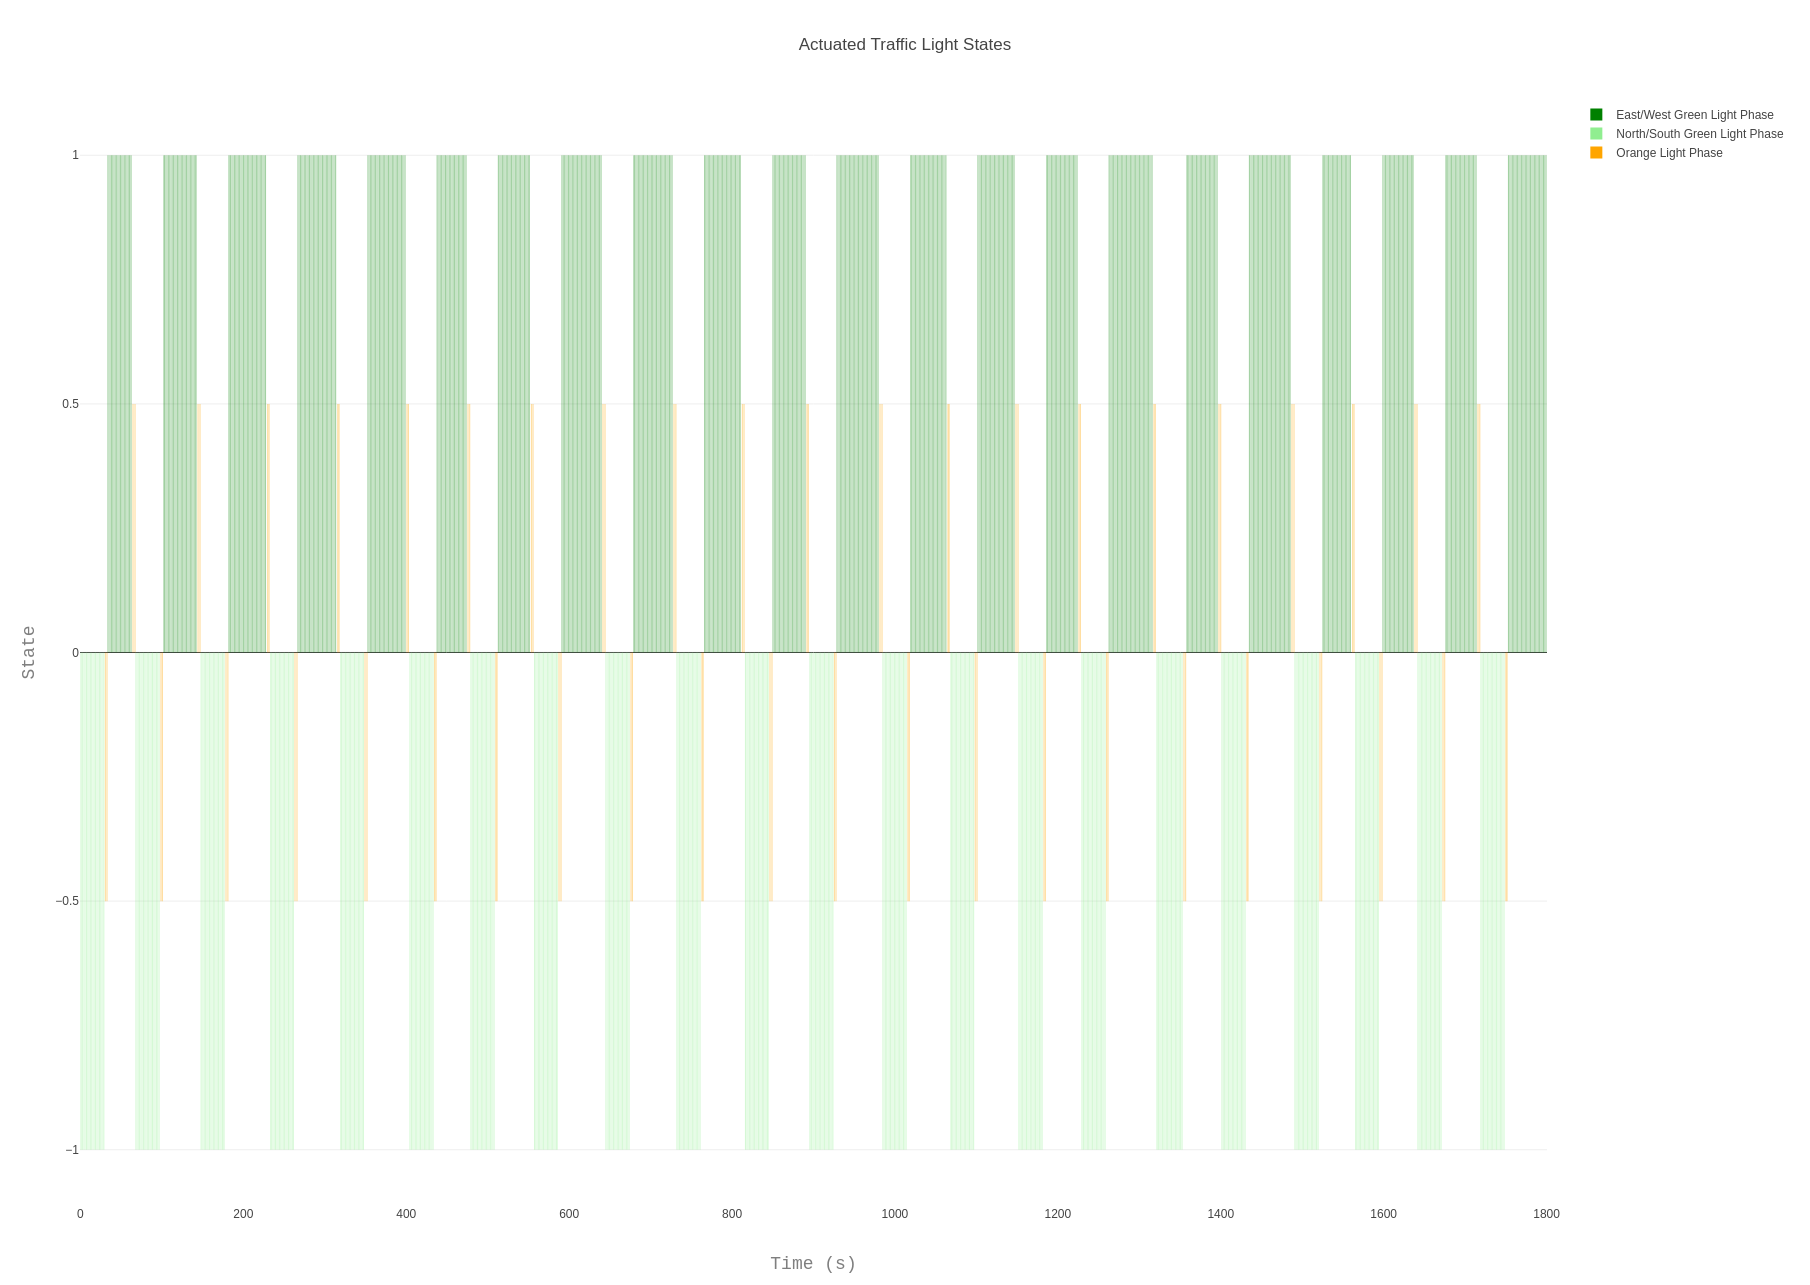 Actuated Traffic Light States
East/West Green Light Phase
North/South Green Light Phase
Orange Light Phase
1
0.5
0
−0.5
−1
State
0 200 400 600 800 1000 1200 1400 1600 1800
Time (s)